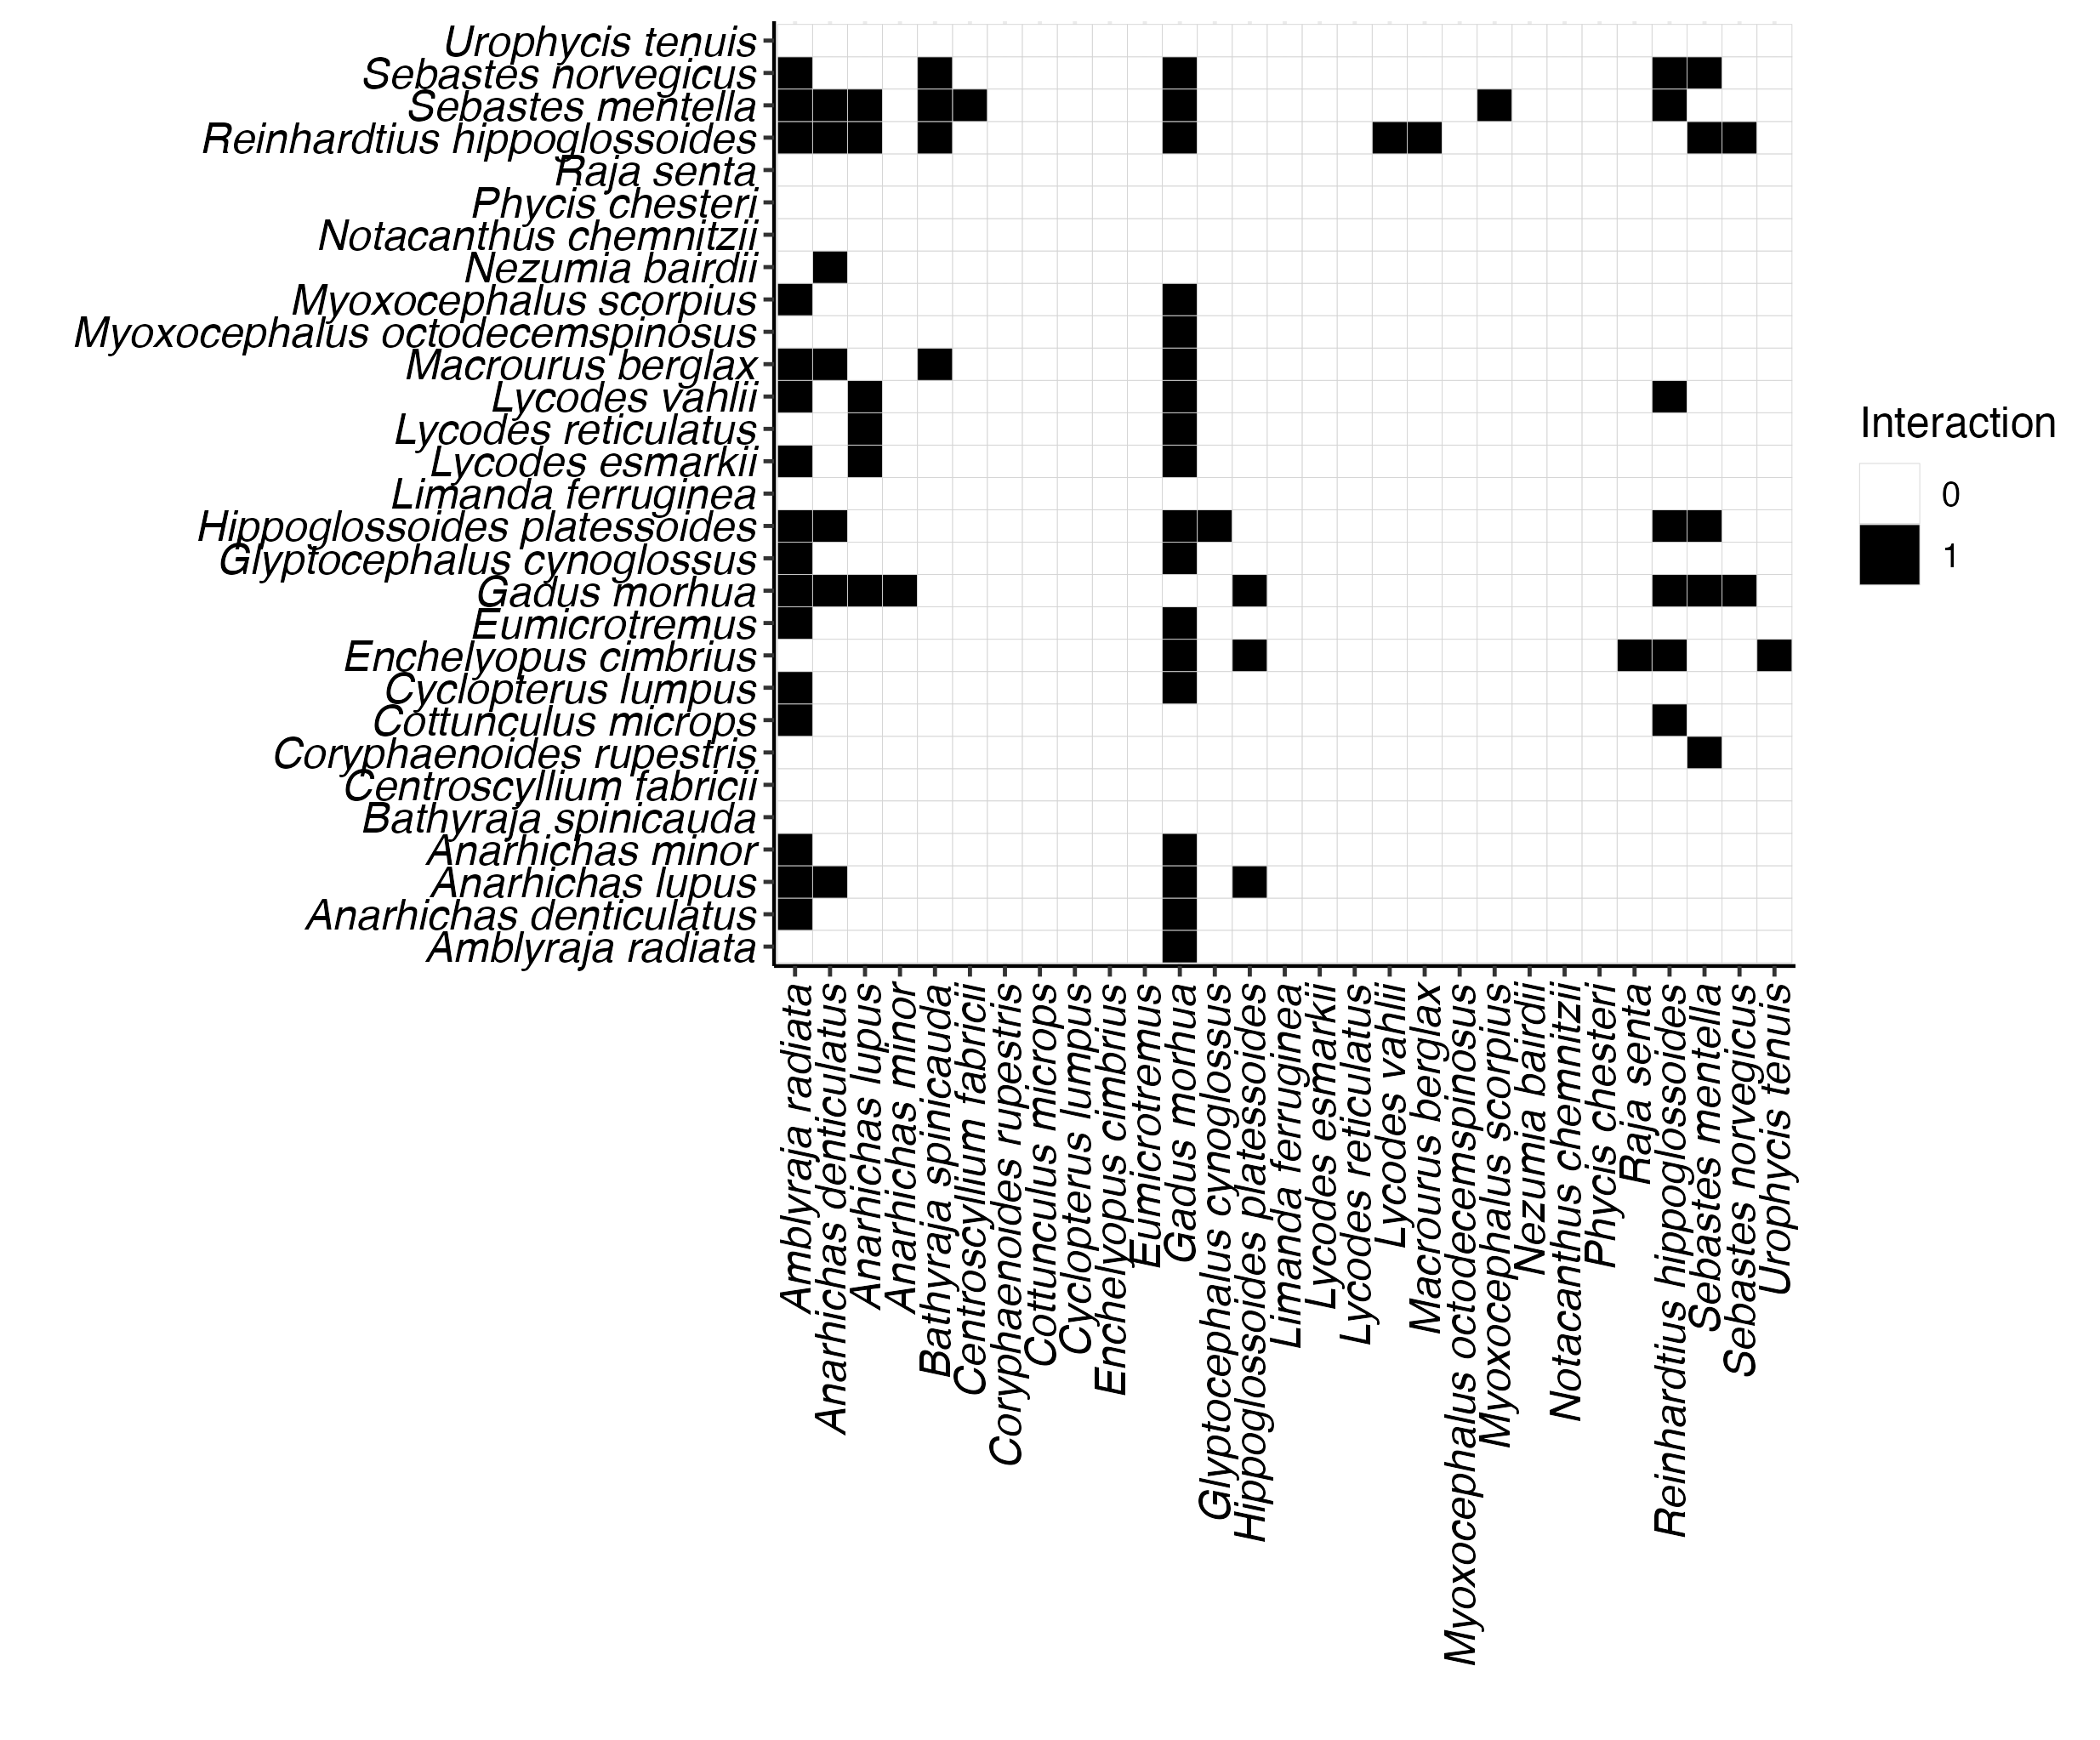 Urophycis tenuis
Sebastes norvegicus
Sebastes mentella
Reinhardtius hippoglossoides
Raja senta
Phycis chesteri
Notacanthus chemnitzii
Nezumia bairdii
Myoxocephalus scorpius
Myoxocephalus octodecemspinosus
Macrourus berglax
Lycodes vahlii
Lycodes reticulatus
Lycodes esmarkii
Limanda ferruginea
Hippoglossoides platessoides
Glyptocephalus cynoglossus
Gadus morhua
Eumicrotremus
Enchelyopus cimbrius
Cyclopterus lumpus
Cottunculus microps
Coryphaenoides rupestris
Centroscyllium fabricii
Bathyraja spinicauda
Anarhichas minor
Anarhichas lupus
Anarhichas denticulatus
Amblyraja radiata
Amblyraja radiata
Anarhichas denticulatus
Anarhichas lupus
Anarhichas minor
Bathyraja spinicauda
Centroscyllium fabricii
Coryphaenoides rupestris
Cottunculus microps
Cyclopterus lumpus
Enchelyopus cimbrius
Eumicrotremus
Gadus morhua
Glyptocephalus cynoglossus
Hippoglossoides platessoides
Limanda ferruginea
Lycodes esmarkii
Lycodes reticulatus
Lycodes vahlii
Macrourus berglax
Myoxocephalus octodecemspinosus
Myoxocephalus scorpius
Nezumia bairdii
Notacanthus chemnitzii
Phycis chesteri
Raja senta
Reinhardtius hippoglossoides
Sebastes mentella
Sebastes norvegicus
Urophycis tenuis
Interaction
0
1